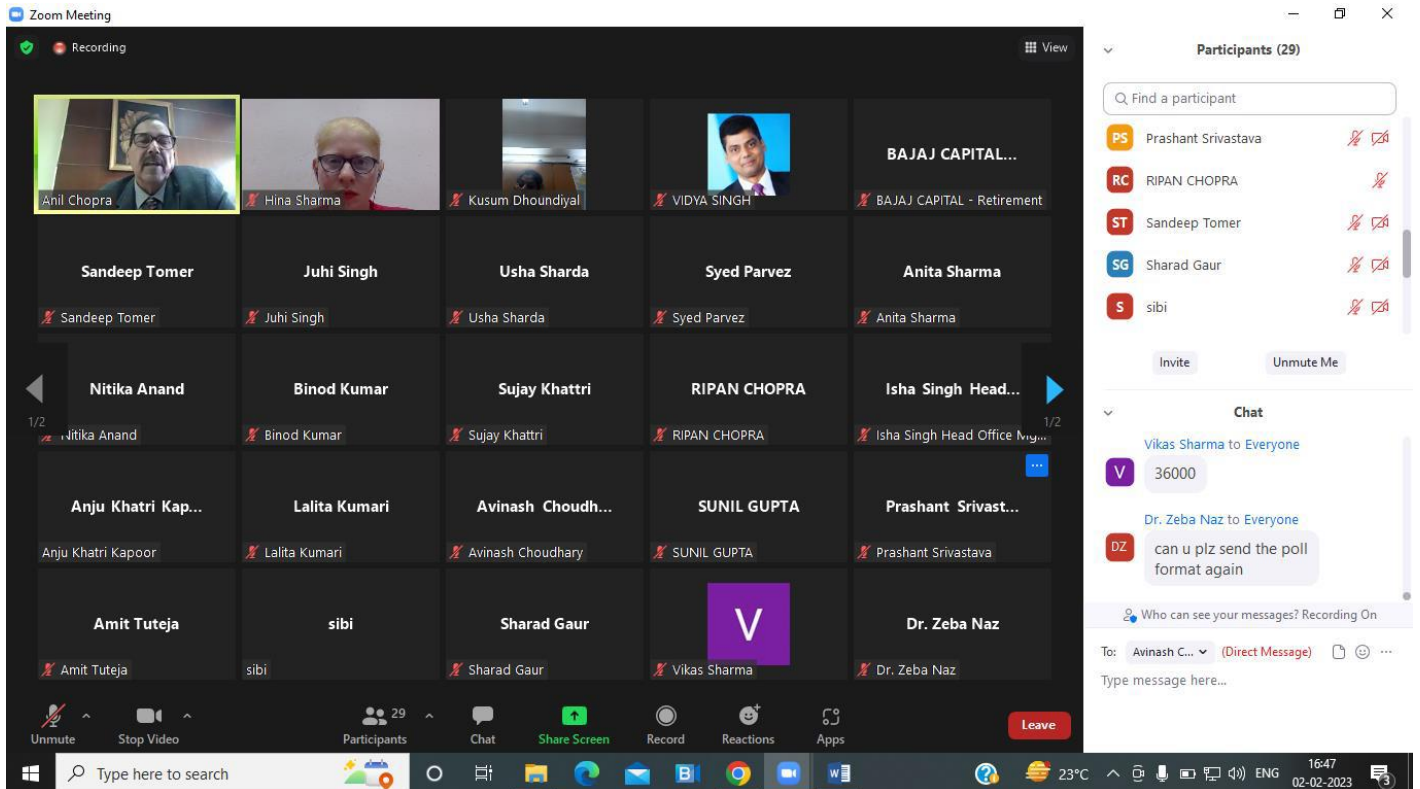 Zoom Meeting
Recording
View
Anil Chopra
Hina Sharma
Kusum Dhoundiyal
VIDYA SINGH
BAJAJ CAPITAL...
BAJAJ CAPITAL - Retirement
Sandeep Tomer
Juhi Singh
Usha Sharda
Syed Parvez
Anita Sharma
Sandeep Tomer
Juhi Singh
Usha Sharda
Syed Parvez
Anita Sharma
Nitika Anand
Binod Kumar
Sujay Khattri
RIPAN CHOPRA
Isha Singh Head...
1/2
1/2
Nitika Anand
Binod Kumar
Sujay Khattri
RIPAN CHOPRA
Isha Singh Head Office Mg...
Anju Khatri Kap...
Lalita Kumari
Avinash Choudh...
SUNIL GUPTA
Prashant Srivast...
Anju Khatri Kapoor
Lalita Kumari
Avinash Choudhary
SUNIL GUPTA
Prashant Srivastava
Amit Tuteja
sibi
Sharad Gaur
V
Dr. Zeba Naz
Amit Tuteja
sibi
Sharad Gaur
Vikas Sharma
Dr. Zeba Naz
Unmute
Stop Video
29
Participants
Chat
Share Screen
Record
Reactions
Apps
Leave
Participants (29)
Find a participant
PS Prashant Srivastava
RC RIPAN CHOPRA
ST Sandeep Tomer
SG Sharad Gaur
S sibi
Invite
Unmute Me
Chat
Vikas Sharma to Everyone
V 36000
Dr. Zeba Naz to Everyone
DZ can u plz send the poll
format again
Who can see your messages? Recording On
To: Avinash C... (Direct Message)
Type message here...
Type here to search
23°C
ENG
16:47
02-02-2023
3